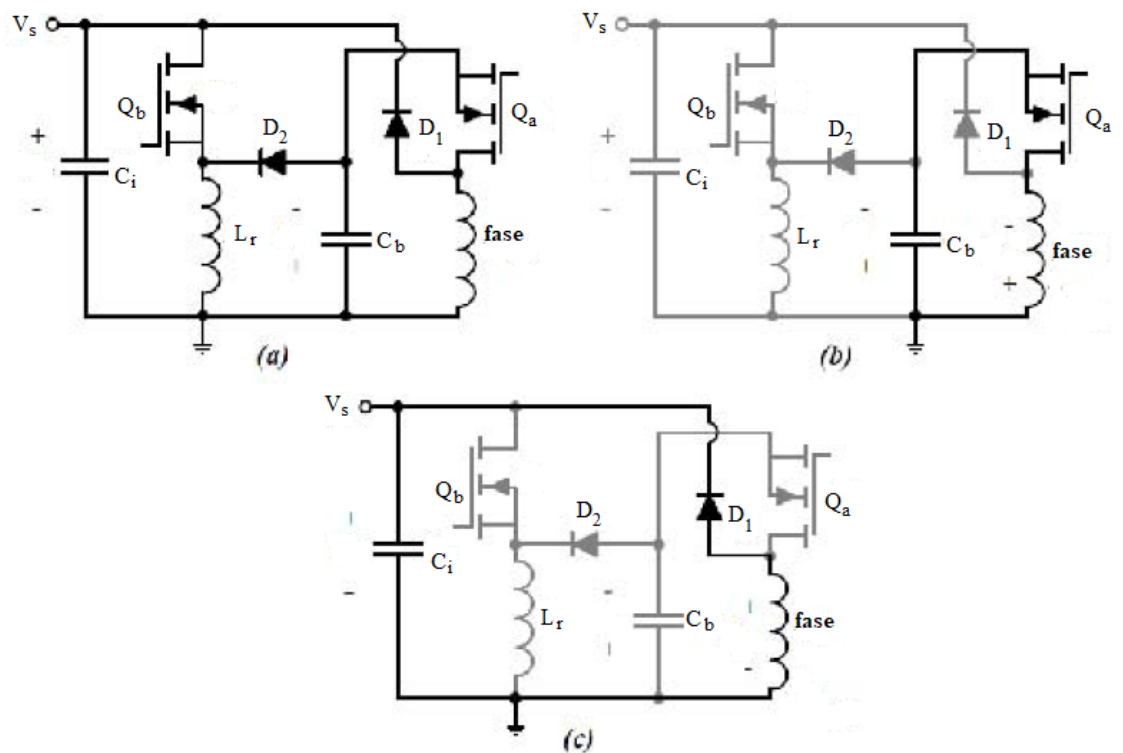 Vs
Qb
D2
D1
Qa
+
Ci
-
-
Lr
Cb
fase
(a)
Vs
Qb
D2
D1
Qa
+
Ci
-
-
Lr
Cb
-
fase
+
(b)
Vs
Qb
D2
D1
Qa
Ci
-
-
Lr
Cb
fase
-
(c)